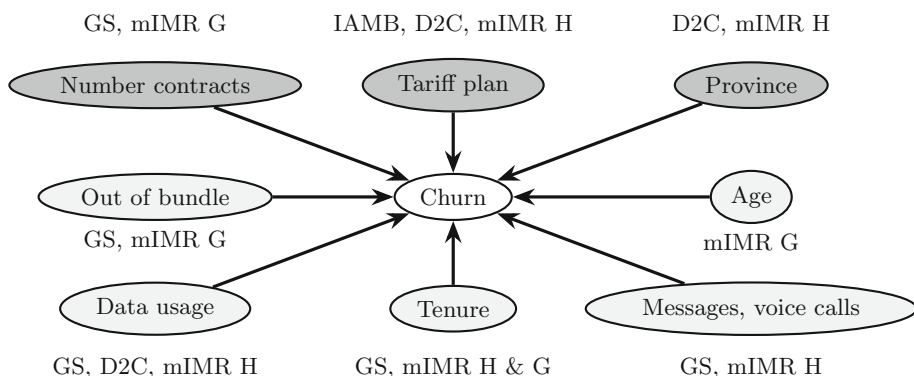 GS, mIMR G IAMB, D2C, mIMR H D2C, mIMR H
Number contracts Tariff plan Province
Out of bundle Churn Age
GS, mIMR G mIMR G
Data usage Tenure Messages, voice calls
GS, D2C, mIMR H GS, mIMR H & G GS, mIMR H